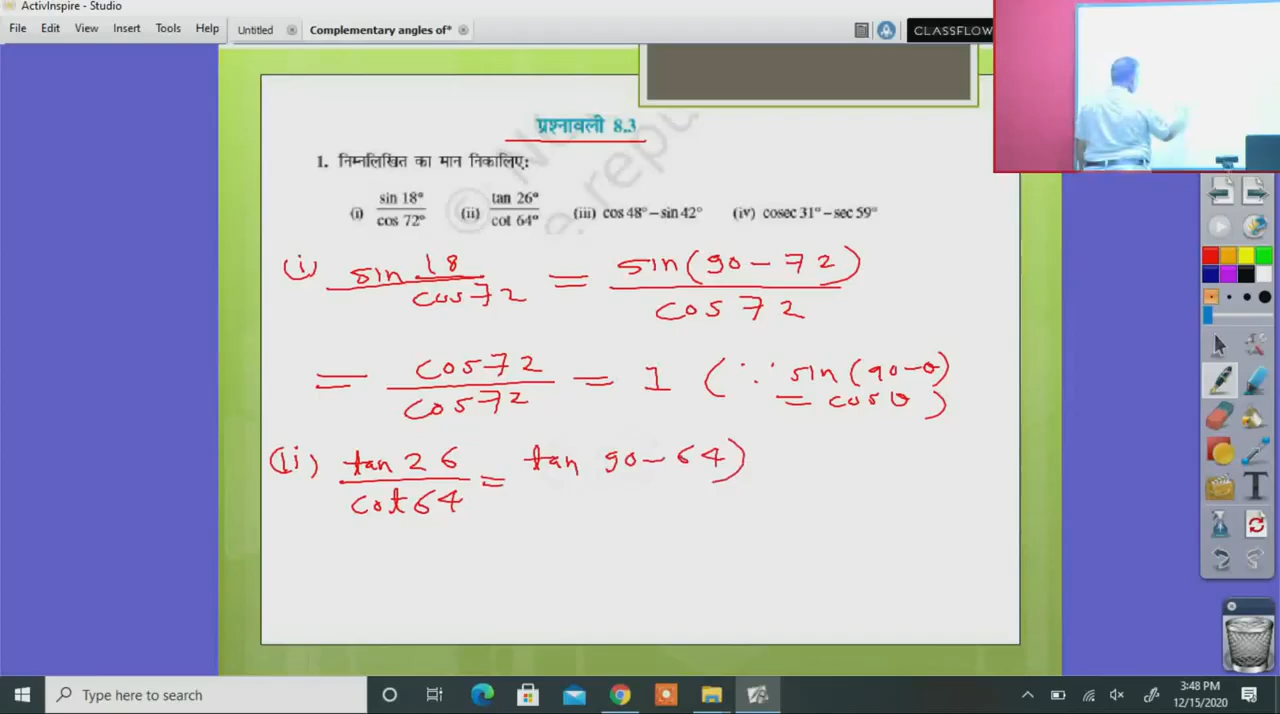 ActivInspire - Studio
File Edit View Insert Tools Help Untitled Complementary angles of* CLASSFLOW
प्रश्नावली 8.3
1. निम्नलिखित का मान निकालिए:
(i) sin 18° / cos 72° (ii) tan 26° / cot 64° (iii) cos 48° – sin 42° (iv) cosec 31° – sec 59°
(i) sin 18 / cos 72 = sin(90 – 72) / cos 72
= cos 72 / cos 72 = 1 (∵ sin(90-θ)
= cos θ)
(ii) tan 26 / cot 64 = tan 90 – 64)
Type here to search
3:48 PM
12/15/2020